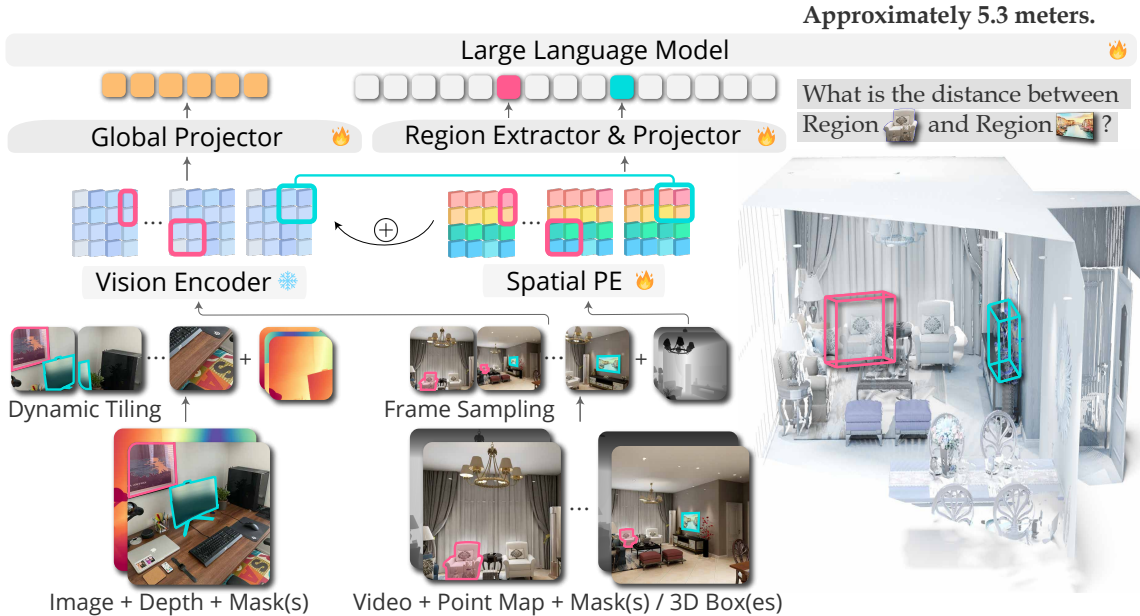 Approximately 5.3 meters.
Large Language Model
What is the distance between
Region and Region ?
Global Projector
Region Extractor & Projector
...
...
+
Vision Encoder
Spatial PE
...
+
...
+
Dynamic Tiling
Frame Sampling
...
Image + Depth + Mask(s)
Video + Point Map + Mask(s) / 3D Box(es)